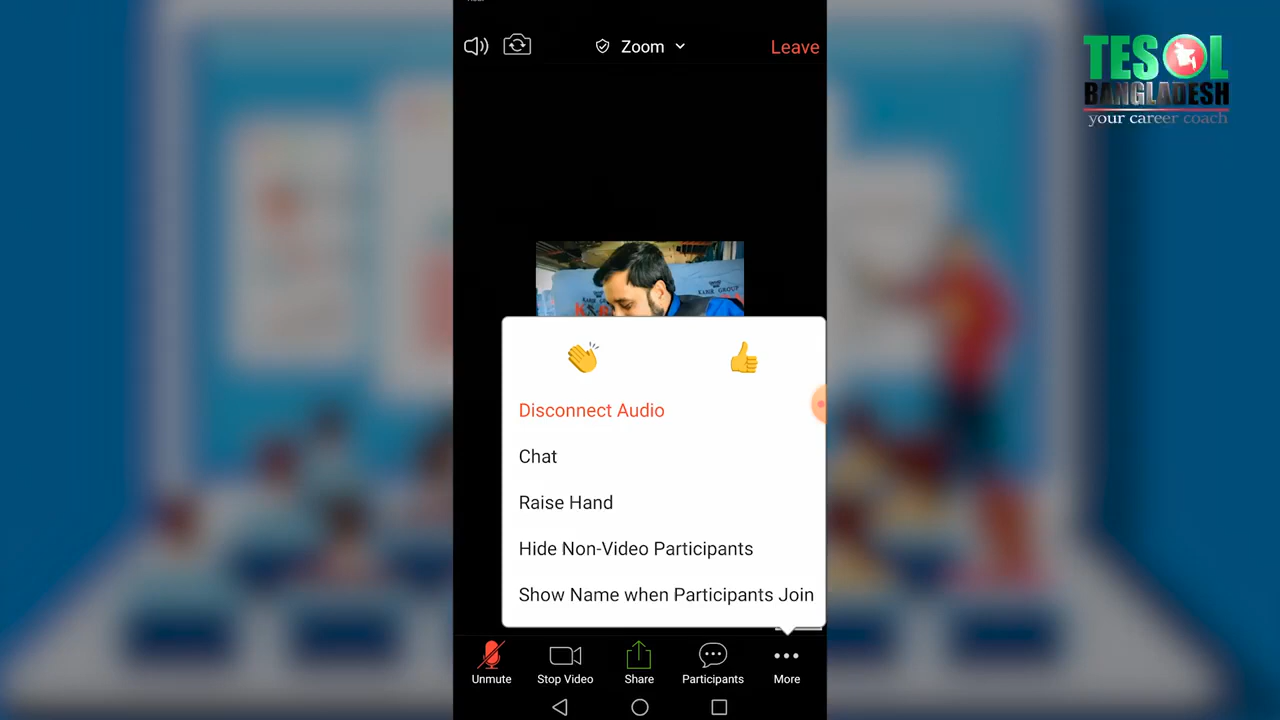 Zoom
Leave
TESOL
BANGLADESH
your career coach
Disconnect Audio
Chat
Raise Hand
Hide Non-Video Participants
Show Name when Participants Join
Unmute
Stop Video
Share
Participants
More